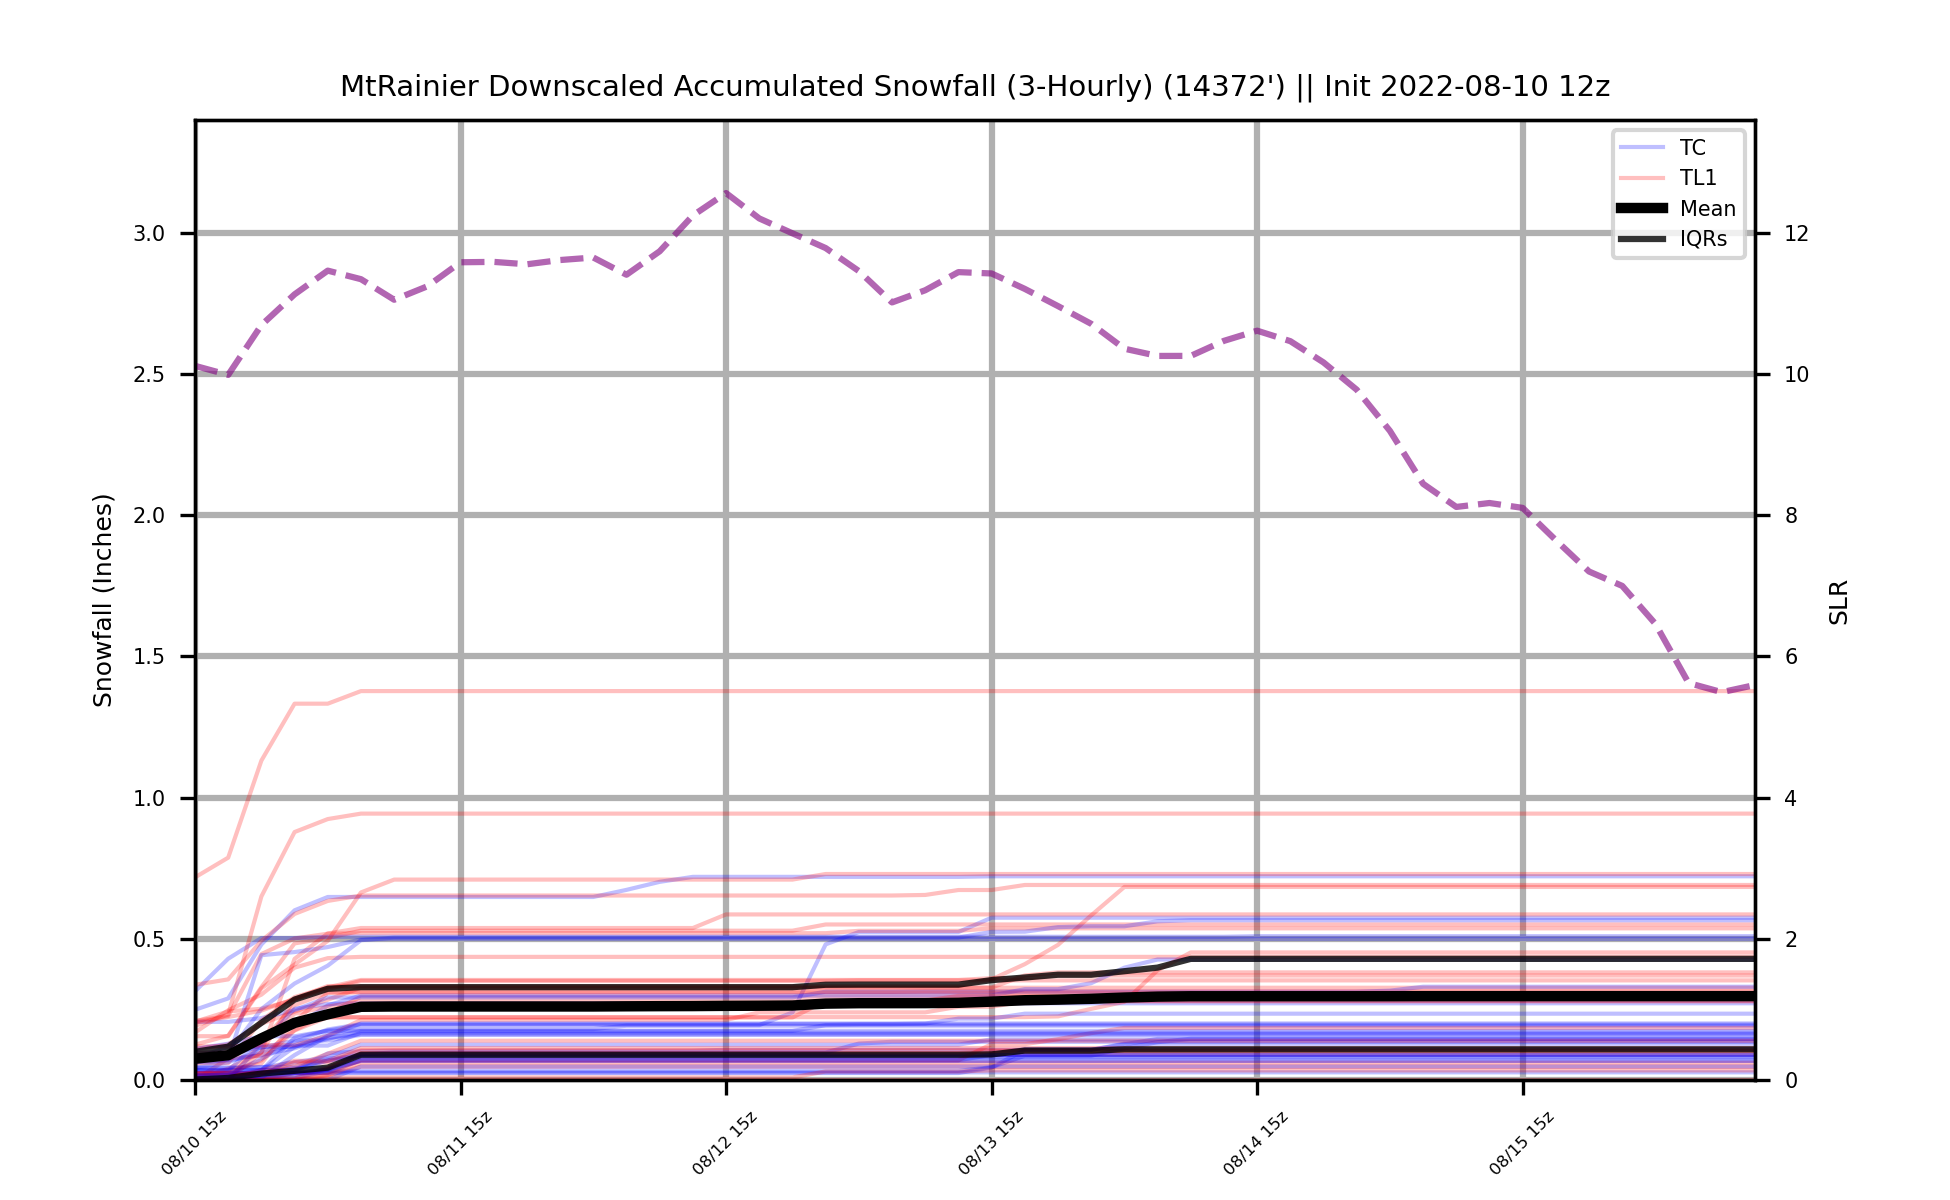 MtRainier Downscaled Accumulated Snowfall (3-Hourly) (14372') || Init 2022-08-10 12z
TC
TL1
Mean
IQRs
3.0
2.5
2.0
1.5
1.0
0.5
0.0
Snowfall (Inches)
12
10
8
6
4
2
0
SLR
08/10 15z
08/11 15z
08/12 15z
08/13 15z
08/14 15z
08/15 15z